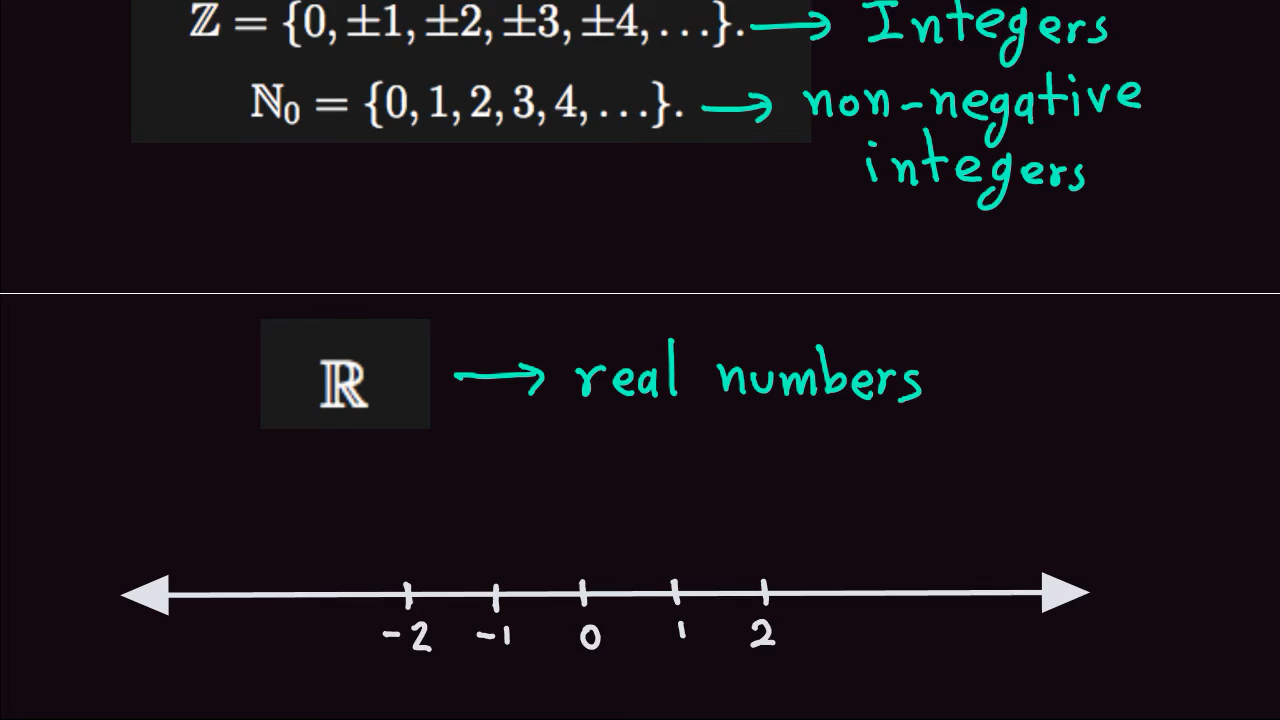 ℤ = {0, ±1, ±2, ±3, ±4, ...}. → Integers
ℕ₀ = {0, 1, 2, 3, 4, ...}. → non-negative
integers
ℝ → real numbers
-2 -1 0 1 2